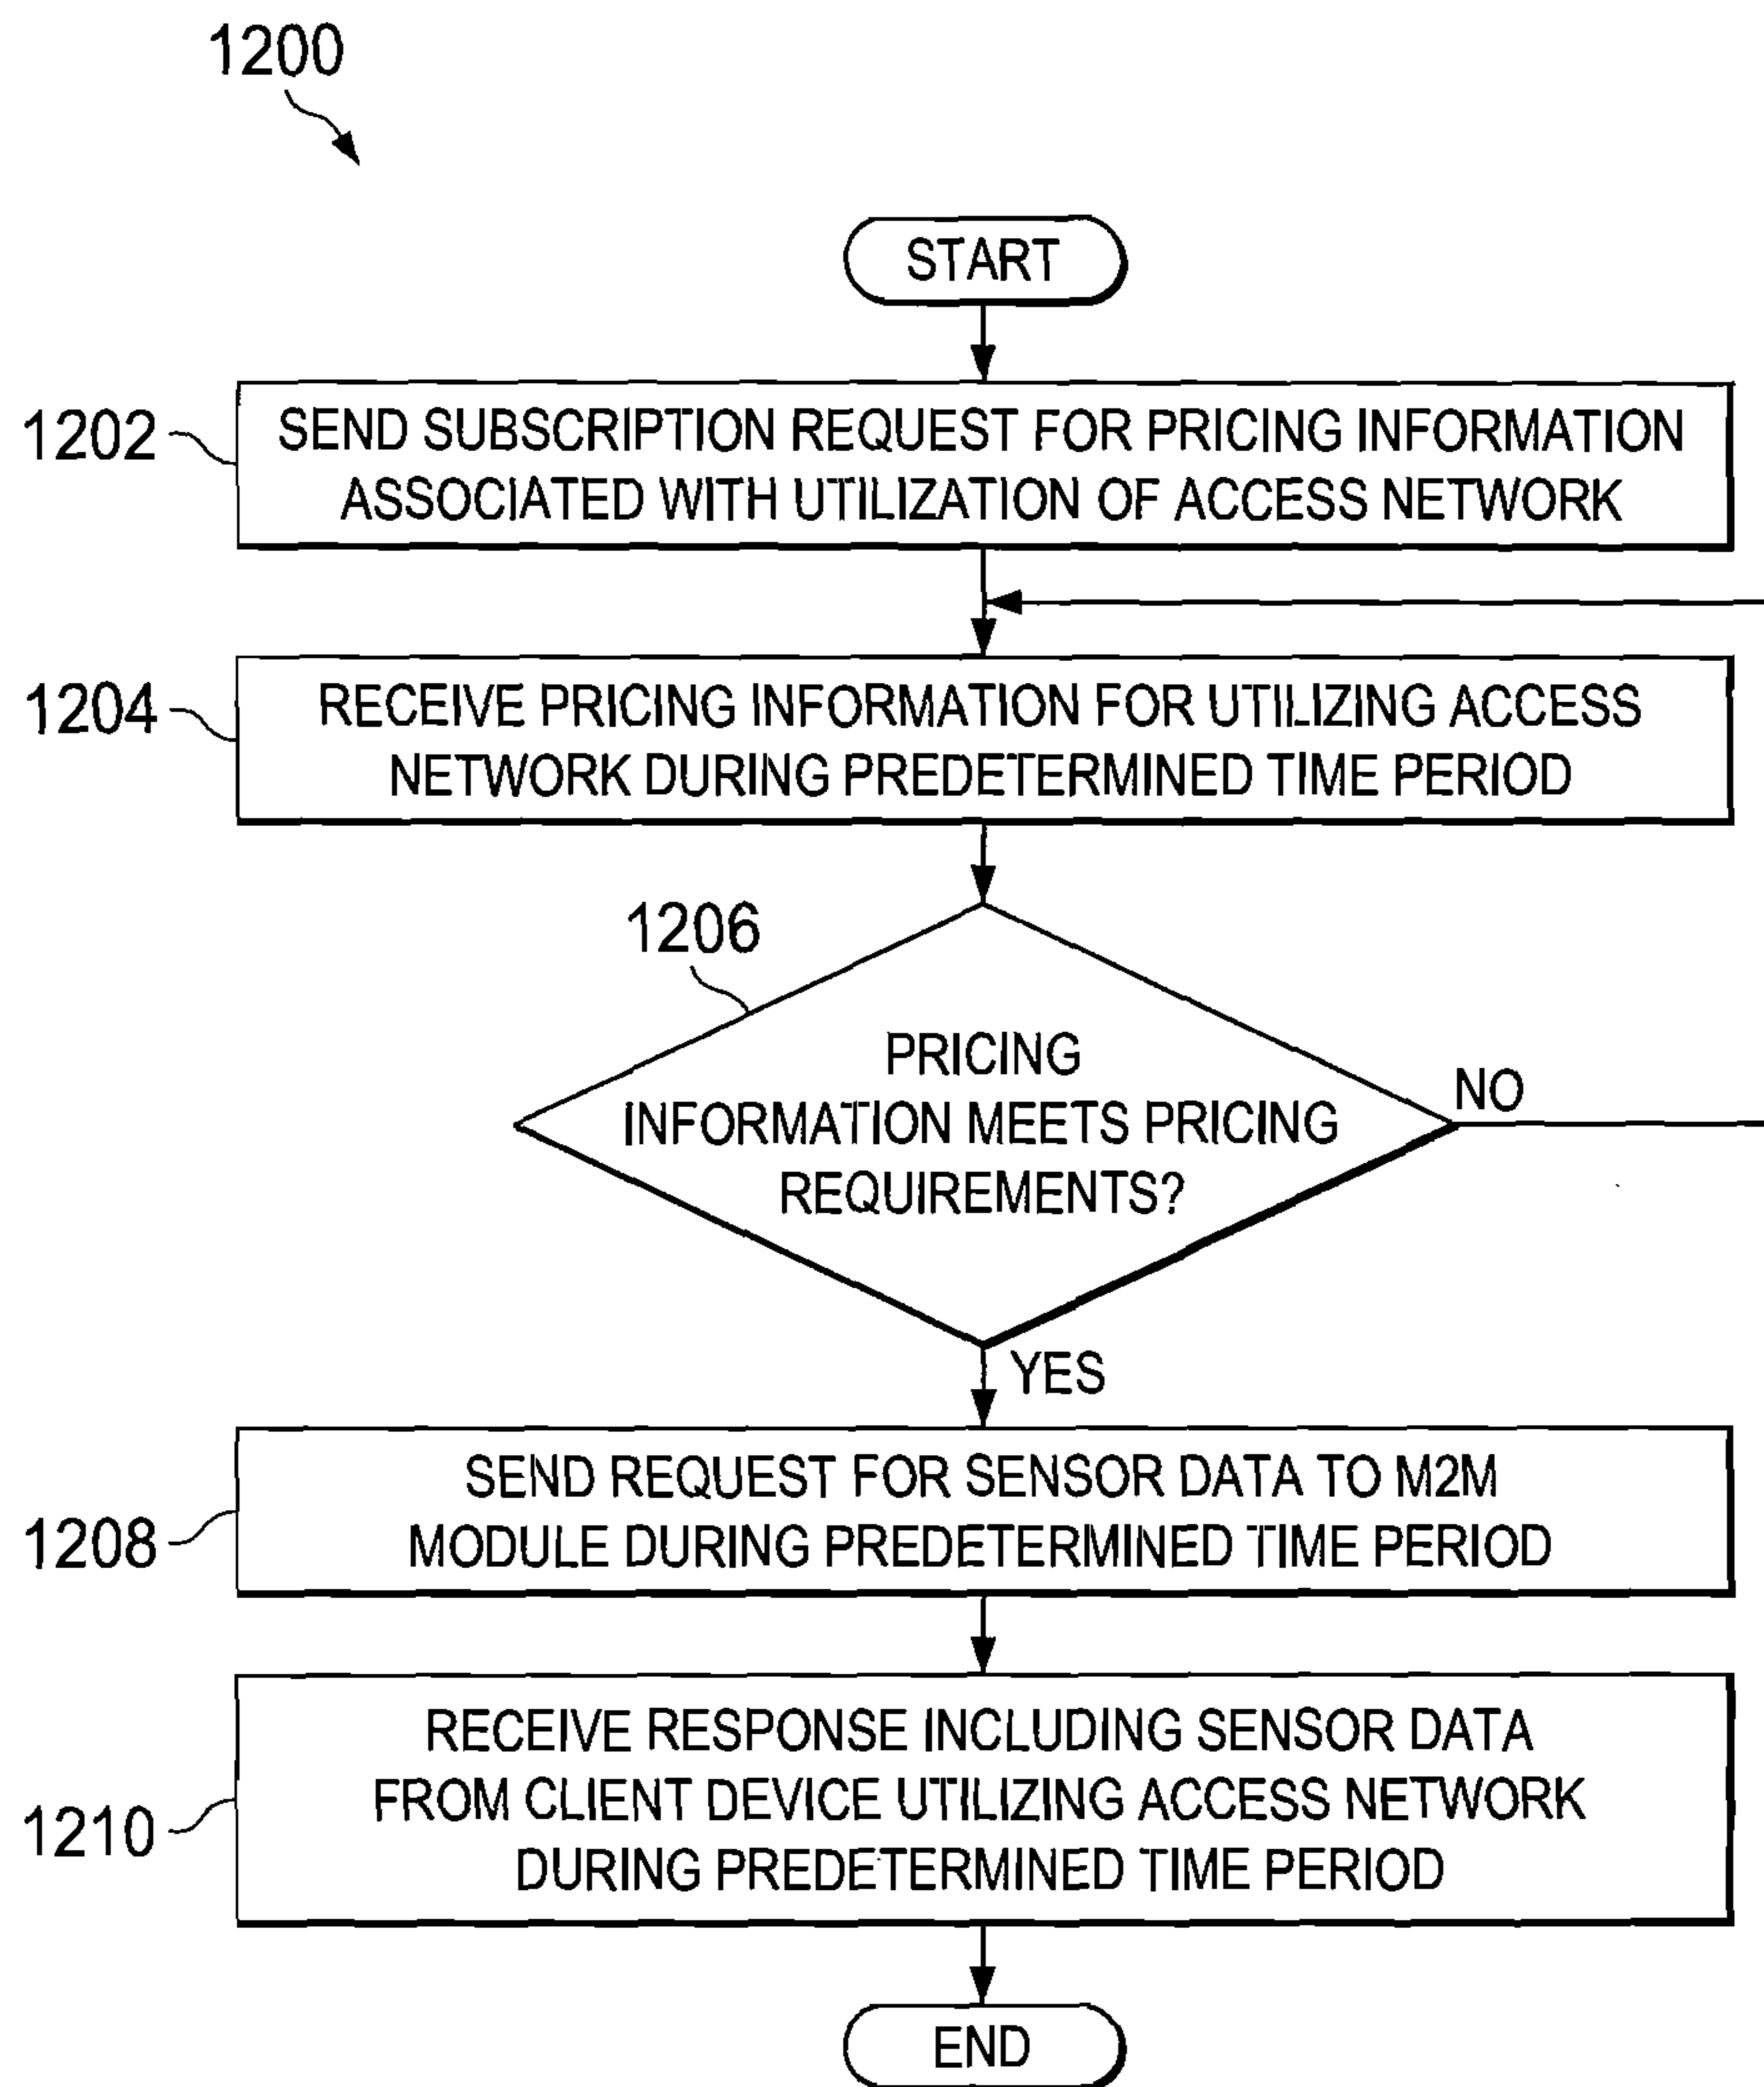 1200
START
1202
SEND SUBSCRIPTION REQUEST FOR PRICING INFORMATION
ASSOCIATED WITH UTILIZATION OF ACCESS NETWORK
1204
RECEIVE PRICING INFORMATION FOR UTILIZING ACCESS
NETWORK DURING PREDETERMINED TIME PERIOD
1206
PRICING
INFORMATION MEETS PRICING
REQUIREMENTS?
NO
YES
1208
SEND REQUEST FOR SENSOR DATA TO M2M
MODULE DURING PREDETERMINED TIME PERIOD
1210
RECEIVE RESPONSE INCLUDING SENSOR DATA
FROM CLIENT DEVICE UTILIZING ACCESS NETWORK
DURING PREDETERMINED TIME PERIOD
END